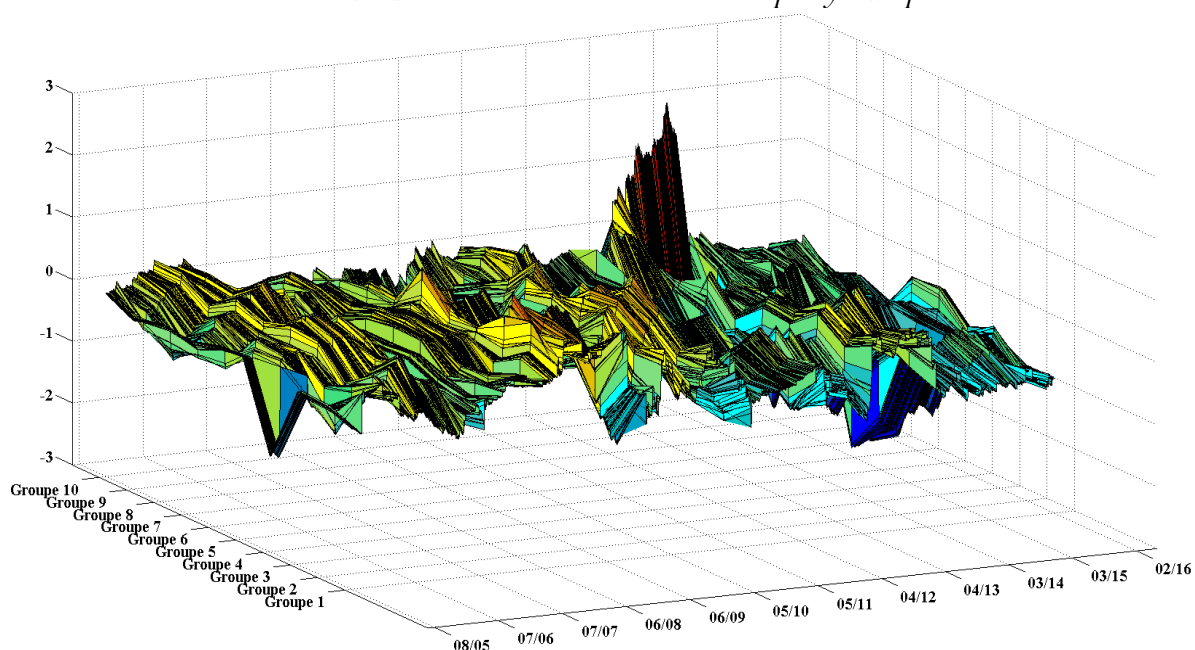 3
2
1
0
-1
-2
-3
Groupe 10
Groupe 9
Groupe 8
Groupe 7
Groupe 6
Groupe 5
Groupe 4
Groupe 3
Groupe 2
Groupe 1
08/05
07/06
07/07
06/08
06/09
05/10
05/11
04/12
04/13
03/14
03/15
02/16